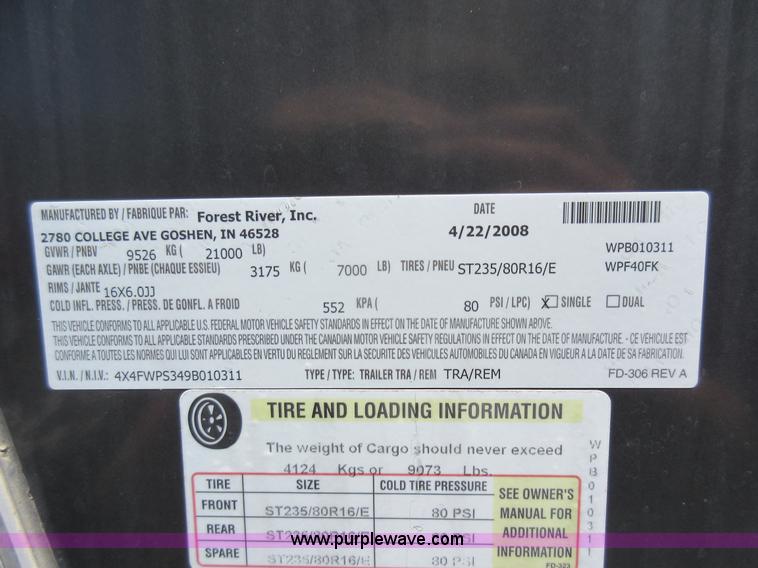 MANUFACTURED BY / FABRIQUE PAR: Forest River, Inc. DATE
2780 COLLEGE AVE GOSHEN, IN 46528 4/22/2008
GVWR / PNBV 9526 KG ( 21000 LB) WPB010311
GAWR (EACH AXLE) / PNBE (CHAQUE ESSIEU) 3175 KG ( 7000 LB) TIRES / PNEU ST235/80R16/E WPF40FK
RIMS / JANTE 16X6.0JJ
COLD INFL. PRESS. / PRESS. DE GONFL. A FROID 552 KPA ( 80 PSI / LPC) X SINGLE DUAL
THIS VEHICLE CONFORMS TO ALL APPLICABLE U.S. FEDERAL MOTOR VEHICLE SAFETY STANDARDS IN EFFECT ON THE DATE OF MANUFACTURE SHOWN ABOVE.
THIS VEHICLE CONFORMS TO ALL APPLICABLE STANDARDS PRESCRIBED UNDER THE CANADIAN MOTOR VEHICLE SAFETY REGULATIONS IN EFFECT ON THE DATE OF MANUFACTURE. - CE VÉHICULE EST
CONFORME A TOUTES LES NORMES QUI LUI SONT APPLICABLES EN VERTU DU REGLEMENT SUR LA SECURITE DES VEHICULES AUTOMOBILES DU CANADA EN VIGUEUR A LA DATE DE SA FABRICATION.
V.I.N. / N.I.V.: 4X4FWPS349B010311 TYPE / TYPE: TRAILER TRA / REM TRA/REM FD-306 REV A
TIRE AND LOADING INFORMATION
The weight of Cargo should never exceed
4124 Kgs or 9073 Lbs.
TIRE SIZE COLD TIRE PRESSURE
FRONT ST235/80R16/E 80 PSI
REAR ST235/80R16/E 80 PSI
SPARE ST235/80R16/E 80 PSI
SEE OWNER'S
MANUAL FOR
ADDITIONAL
INFORMATION
FD-323
WPB010311
www.purplewave.com